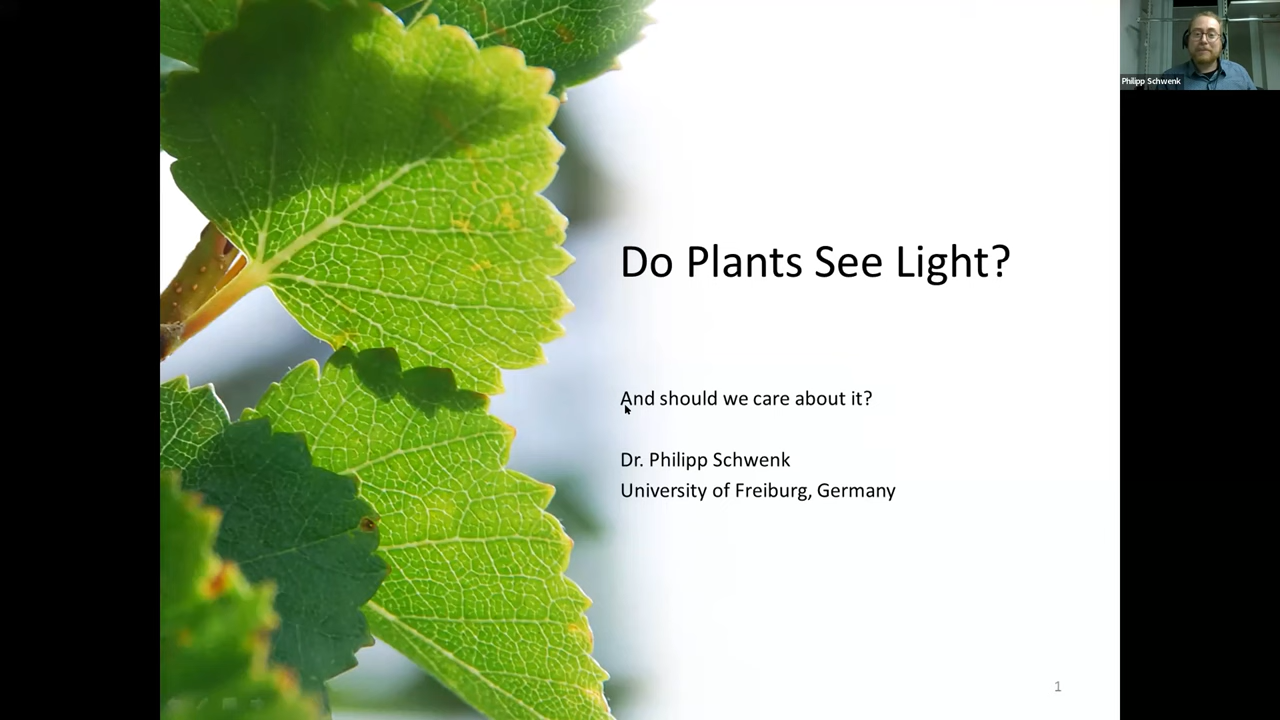 Philipp Schwenk
Do Plants See Light?
And should we care about it?
Dr. Philipp Schwenk
University of Freiburg, Germany
1